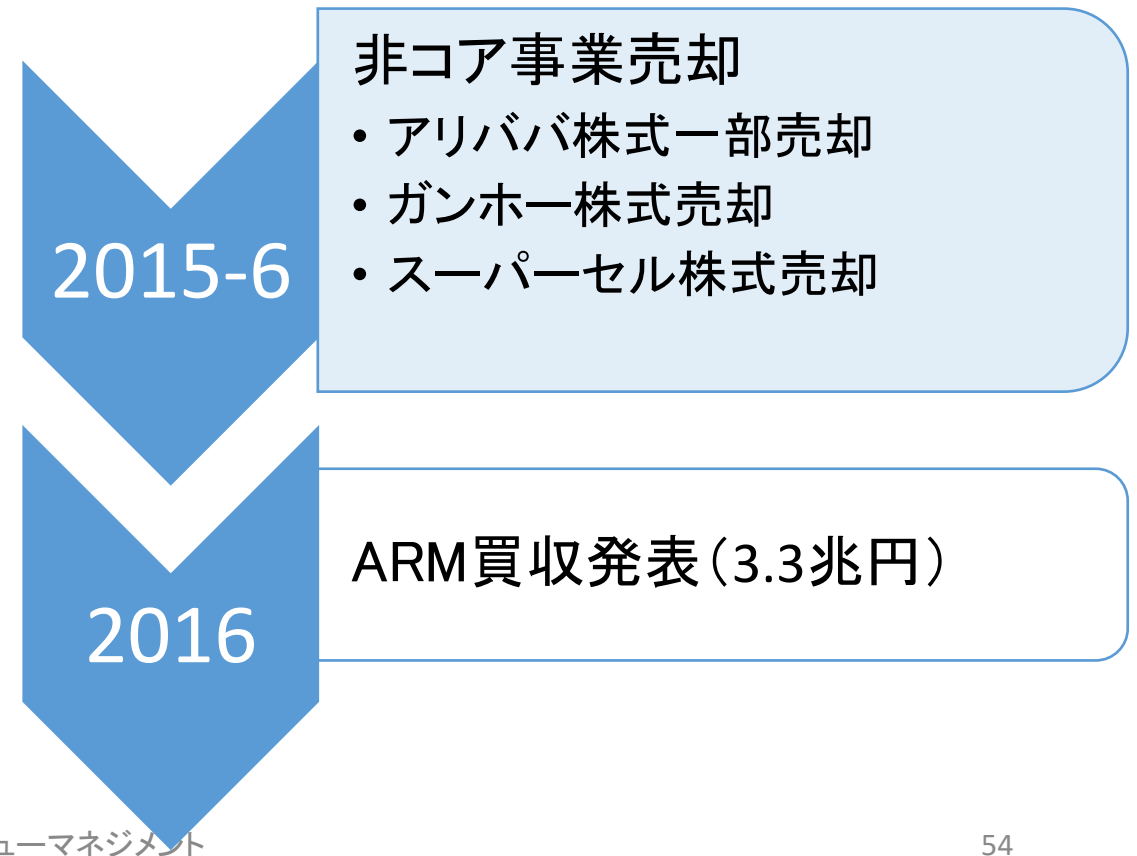 非コア事業売却
• アリババ株式一部売却
• ガンホー株式売却
• スーパーセル株式売却
2015-6
ARM買収発表（3.3兆円）
2016
ューマネジメント
54